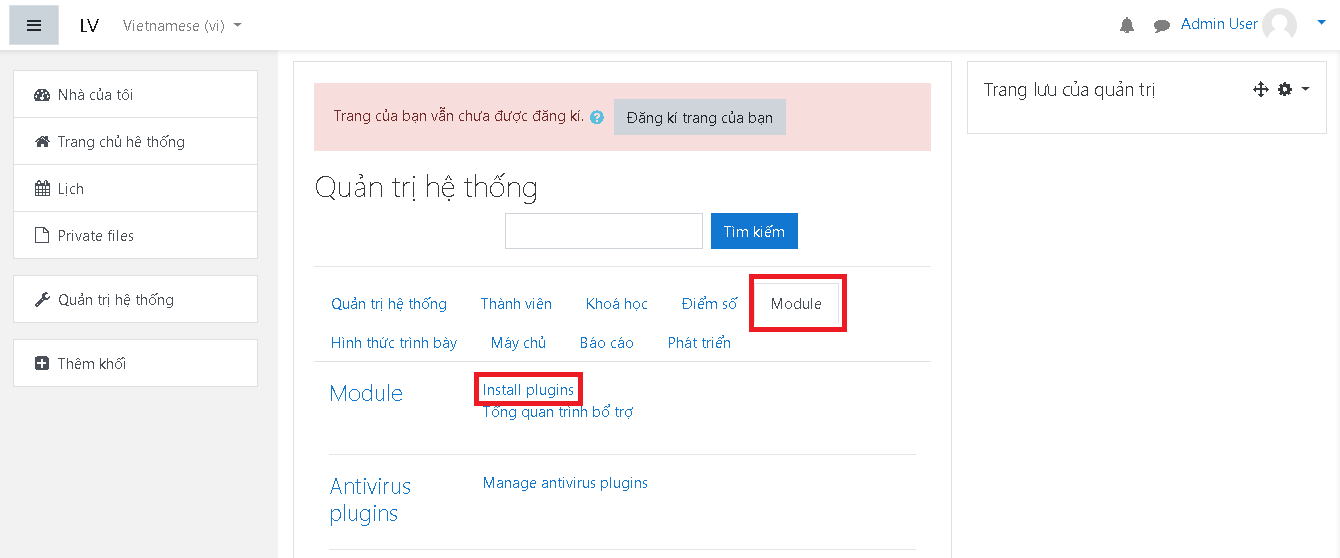 LV Vietnamese (vi) Admin User
Nhà của tôi
Trang chủ hệ thống
Lịch
Private files
Quản trị hệ thống
Thêm khối
Trang của bạn vẫn chưa được đăng kí. Đăng kí trang của bạn
Quản trị hệ thống
Tìm kiếm
Quản trị hệ thống Thành viên Khoá học Điểm số Module
Hình thức trình bày Máy chủ Báo cáo Phát triển
Module Install plugins
Tổng quan trình bổ trợ
Antivirus plugins Manage antivirus plugins
Trang lưu của quản trị